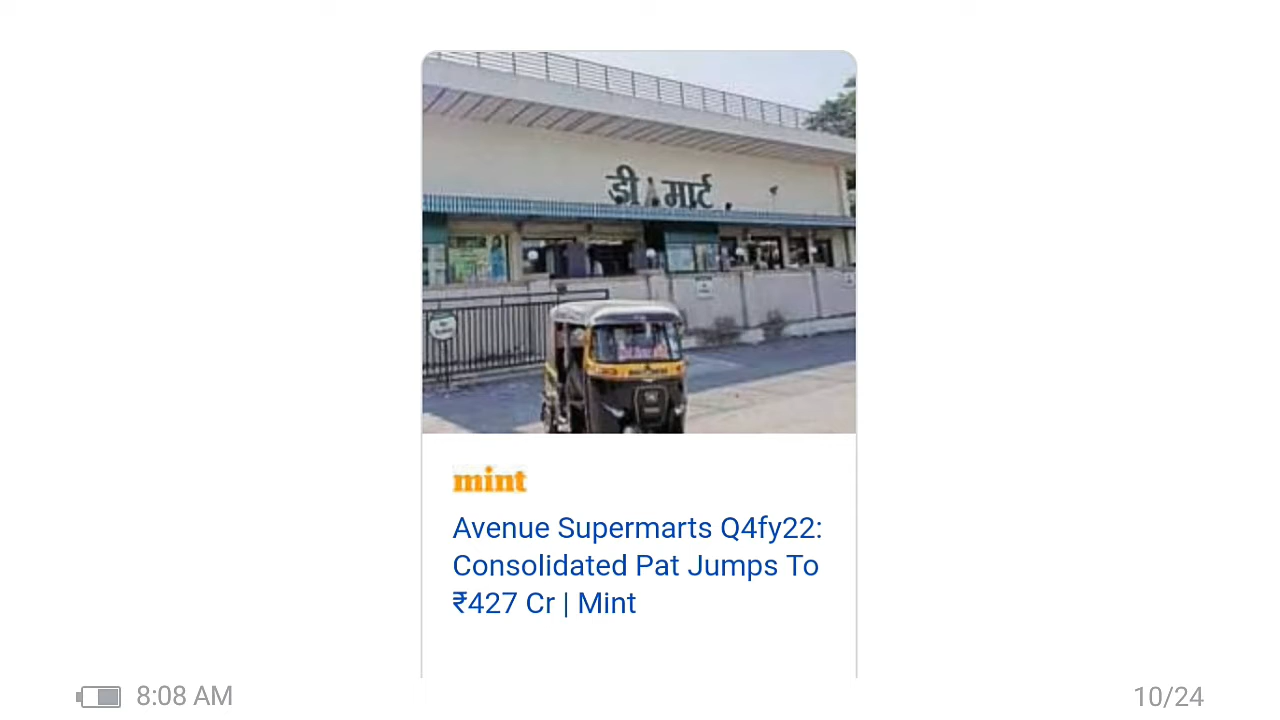 डी मार्ट
mint
Avenue Supermarts Q4fy22:
Consolidated Pat Jumps To
₹427 Cr | Mint
8:08 AM
10/24